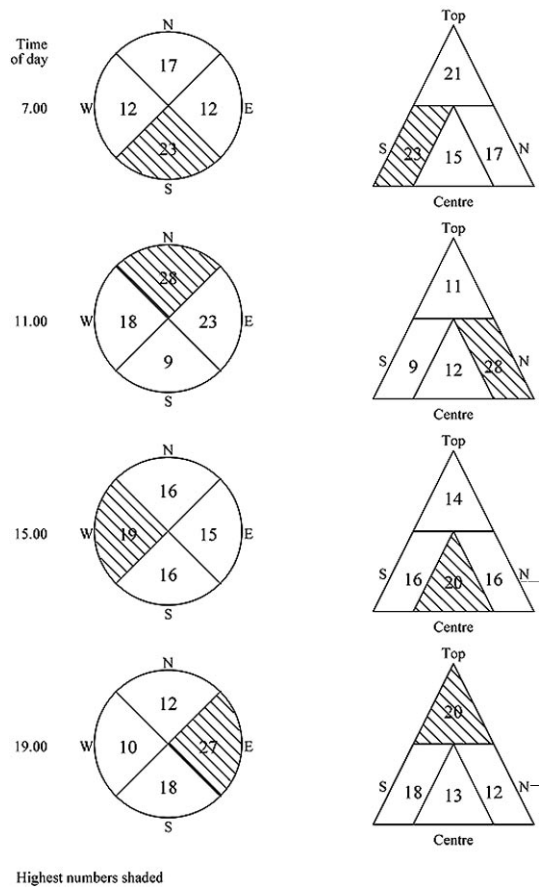 Time
of day
N
17
7.00
W
12
12
E
23
S
Top
21
S
23
15
17
N
Centre
N
28
11.00
W
18
23
E
9
S
Top
11
S
9
12
28
N
Centre
N
16
15.00
W
19
15
E
16
S
Top
14
S
16
20
16
N
Centre
N
12
19.00
W
10
27
E
18
S
Top
20
S
18
13
12
N
Centre
Highest numbers shaded